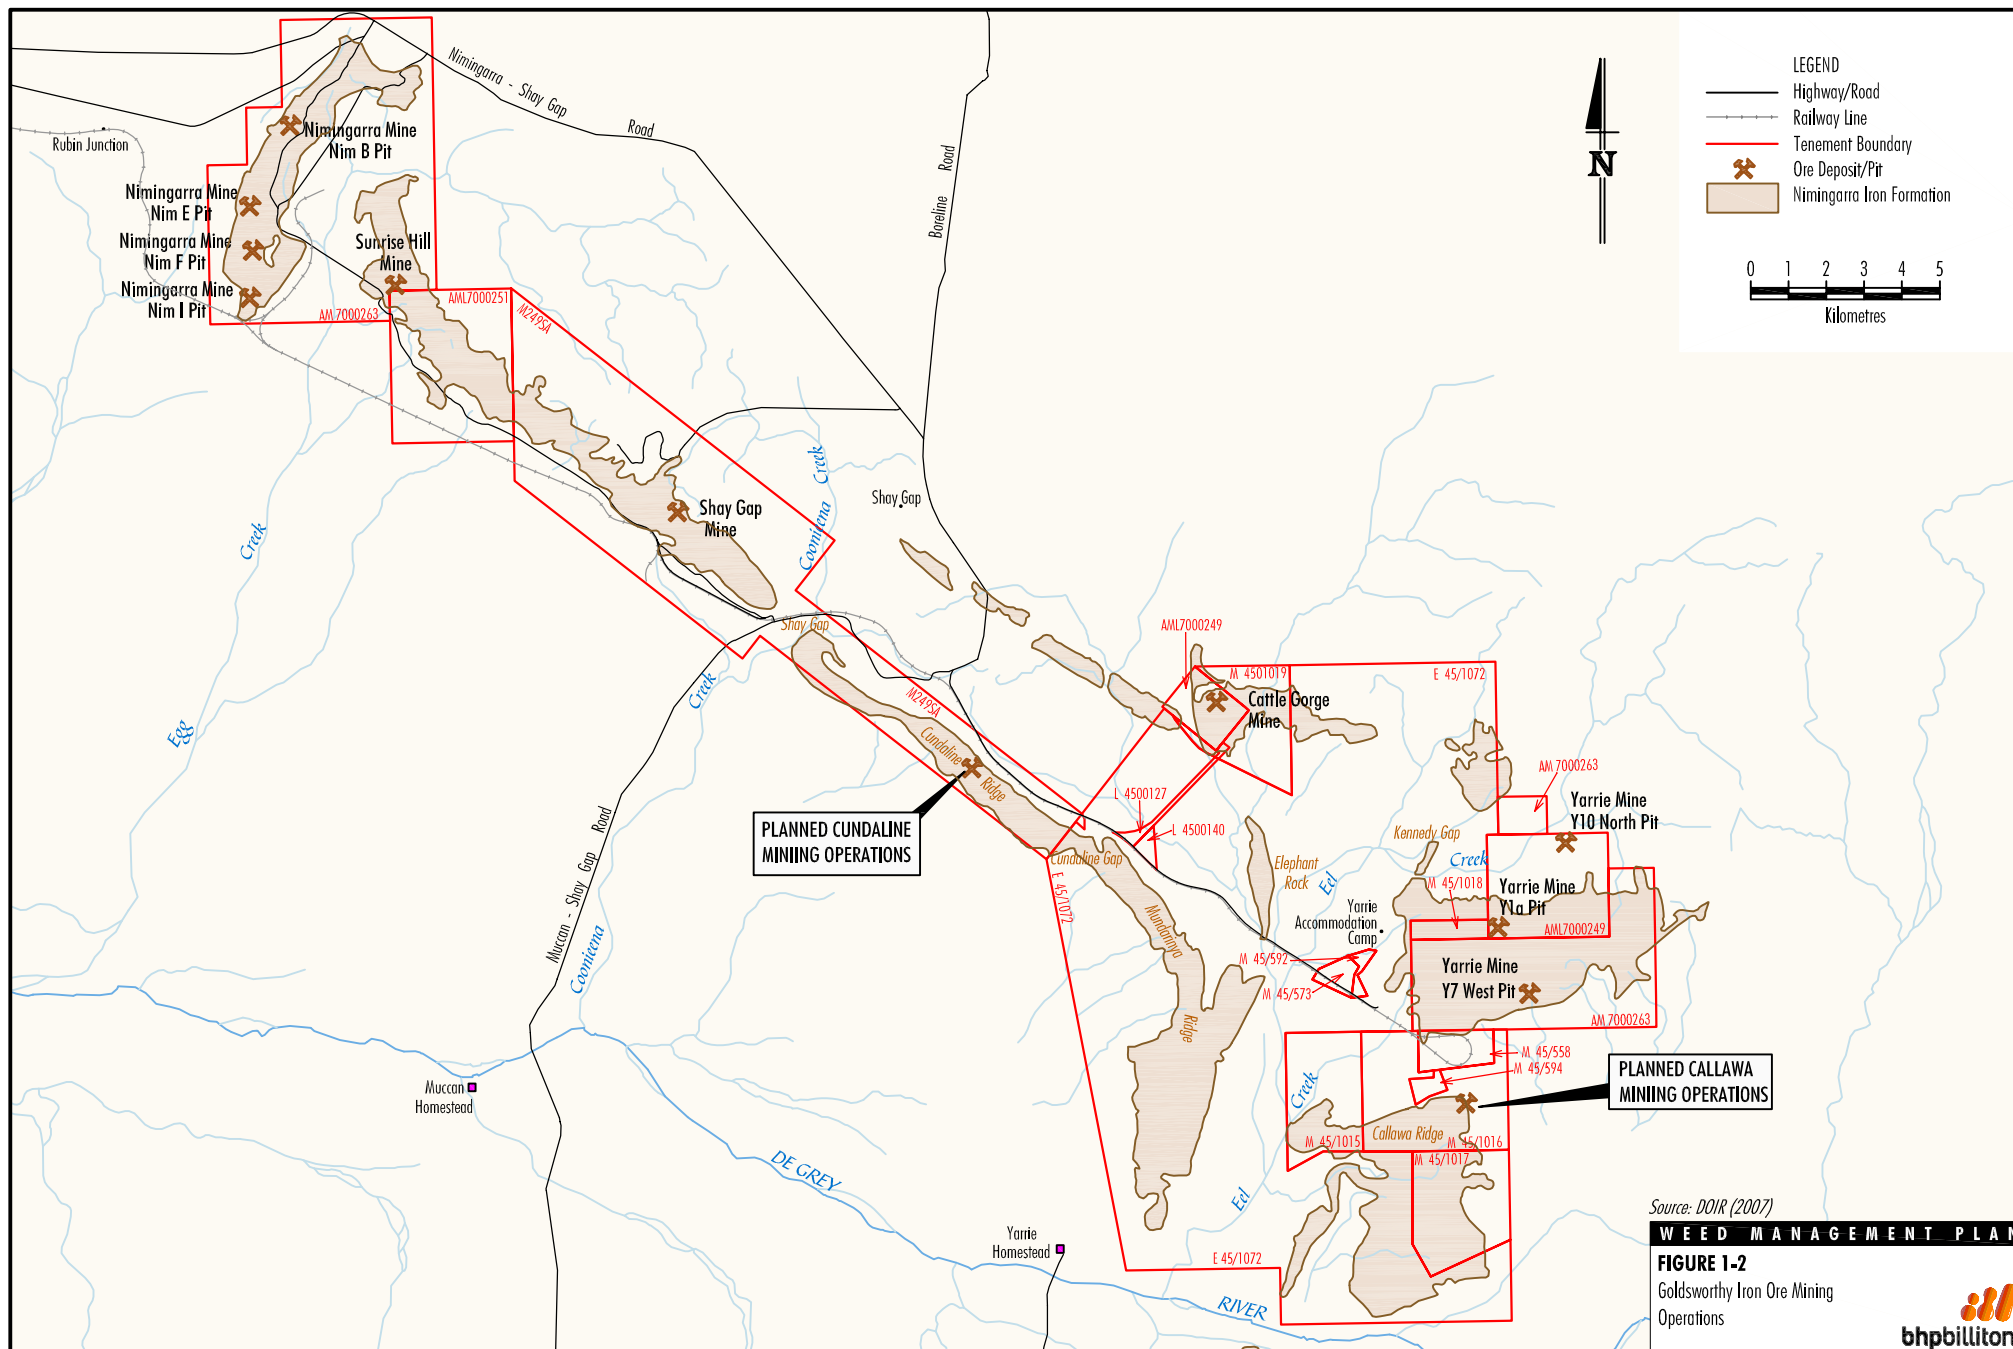 Nimingarra - Shay Gap Road
Boreline Road
Rubin Junction
Nimingarra Mine
Nim B Pit
Nimingarra Mine
Nim E Pit
Nimingarra Mine
Nim F Pit
Nimingarra Mine
Nim I Pit
Sunrise Hill
Mine
AML7000251
M249SA
AM 7000263
LEGEND
Highway/Road
Railway Line
Tenement Boundary
Ore Deposit/Pit
Nimingarra Iron Formation
N
0 1 2 3 4 5
Kilometres
Egg Creek
Coonieena Creek
Shay Gap
Shay Gap
Mine
Shay Gap
Creek
M249SA
Cundaline Ridge
PLANNED CUNDALINE
MINIING OPERATIONS
Muccan - Shay Gap Road
Coonieena
AML7000249
M 4501019
E 45/1072
Cattle Gorge
Mine
L 4500127
L 4500140
Cundaline Gap
E 45/1072
Mundannya Ridge
Elephant
Rock
Eel
Kennedy Gap
Creek
AM 7000263
Yarrie Mine
Y10 North Pit
M 45/1018
Yarrie Mine
Y1a Pit
AML7000249
Yarrie
Accommodation
Camp
M 45/592
M 45/573
Yarrie Mine
Y7 West Pit
AM 7000263
M 45/558
M 45/594
PLANNED CALLAWA
MINIING OPERATIONS
Creek
Callawa Ridge
M 45/1015
M 45/1016
M 45/1017
Eel
E 45/1072
Muccan
Homestead
DE GREY
RIVER
Yarrie
Homestead
Source: DOIR (2007)
WEED MANAGEMENT PLAN
FIGURE 1-2
Goldsworthy Iron Ore Mining
Operations
bhpbilliton